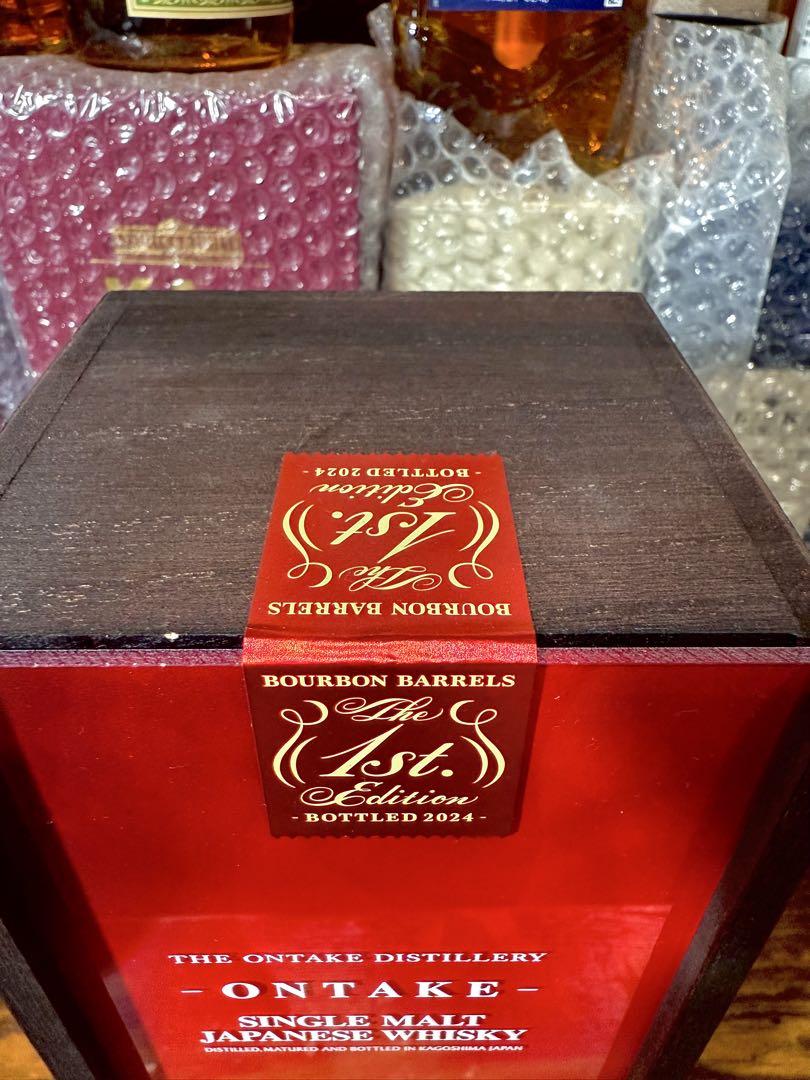 - BOTTLED 2024 -
Edition
1st.
The
BOURBON BARRELS
BOURBON BARRELS
The
1st.
Edition
- BOTTLED 2024 -
THE ONTAKE DISTILLERY
- ONTAKE -
SINGLE MALT
JAPANESE WHISKY
DISTILLED, MATURED AND BOTTLED IN KAGOSHIMA JAPAN